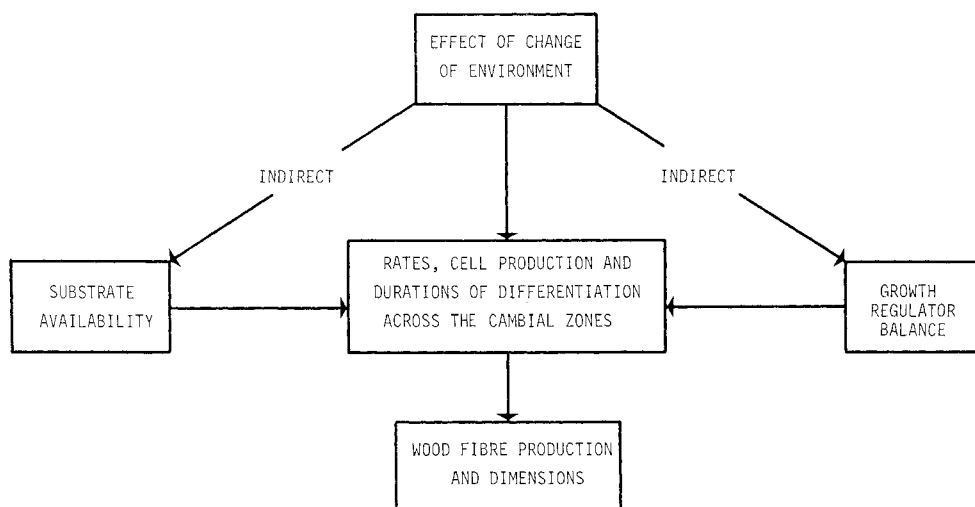 EFFECT OF CHANGE
OF ENVIRONMENT
INDIRECT
INDIRECT
SUBSTRATE
AVAILABILITY
RATES, CELL PRODUCTION AND
DURATIONS OF DIFFERENTIATION
ACROSS THE CAMBIAL ZONES
GROWTH
REGULATOR
BALANCE
WOOD FIBRE PRODUCTION
AND DIMENSIONS